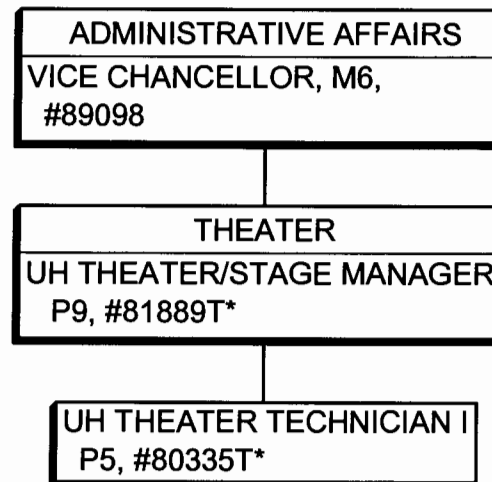 ADMINISTRATIVE AFFAIRS
VICE CHANCELLOR, M6,
#89098
THEATER
UH THEATER/STAGE MANAGER
P9, #81889T*
UH THEATER TECHNICIAN I
P5, #80335T*